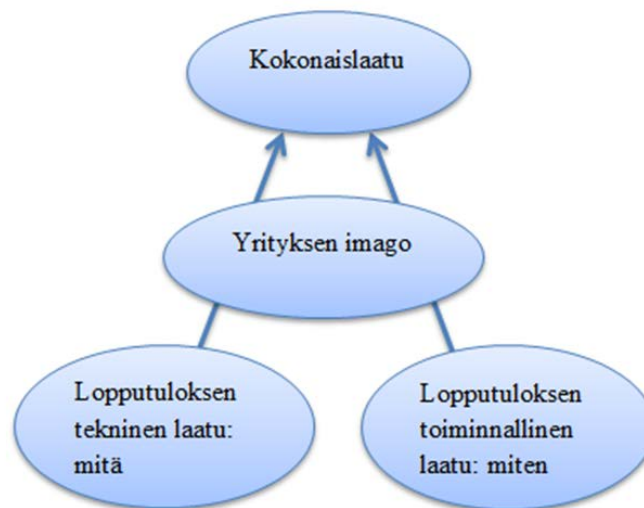 Kokonaislaatu
Yrityksen imago
Lopputuloksen
tekninen laatu:
mitä
Lopputuloksen
toiminnallinen
laatu: miten